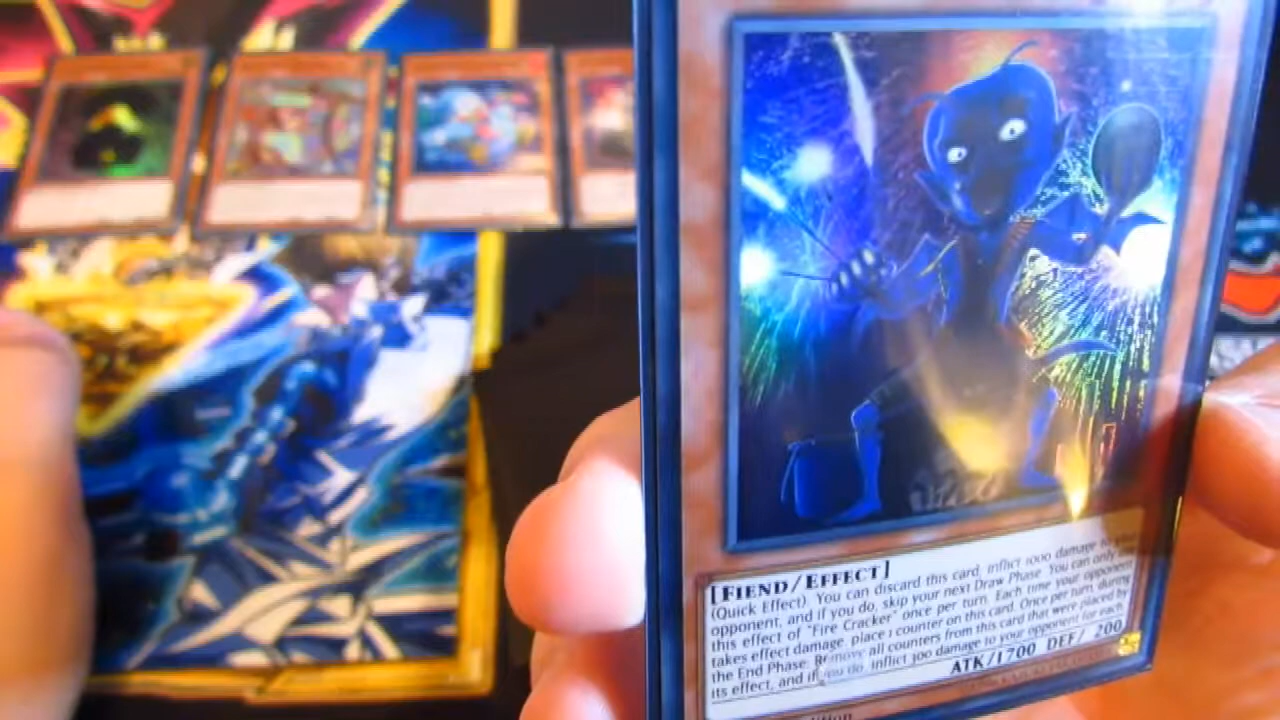 [FIEND/EFFECT]
(Quick Effect): You can discard this card; inflict 1000 damage to your
opponent, and if you do, skip your next Draw Phase. You can only use
this effect of "Fire Cracker" once per turn. Each time your opponent
takes effect damage, place 1 counter on this card. Once per turn, during
the End Phase: Remove all counters from this card that were placed by
its effect, and if you do, inflict 300 damage to your opponent for each.
ATK/1700 DEF/ 200
dition